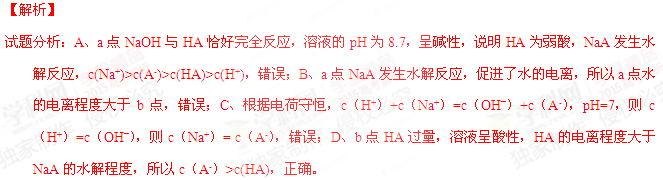 【解析】
试题分析：A、a点 NaOH 与 HA 恰好完全反应，溶液的 pH 为 8.7，呈碱性，说明 HA 为弱酸，NaA 发生水
解反应，c(Na⁺)>c(A⁻)>c(HA)>c(H⁺)，错误；B、a点 NaA 发生水解反应，促进了水的电离，所以 a 点水
的电离程度大于 b 点，错误；C、根据电荷守恒，c（H⁺）+c（Na⁺）=c（OH⁻）+c（A⁻），pH=7，则 c
（H⁺）=c（OH⁻），则 c（Na⁺）= c（A⁻），错误；D、b点 HA 过量，溶液呈酸性，HA 的电离程度大于
NaA 的水解程度，所以 c（A⁻）>c(HA)，正确。